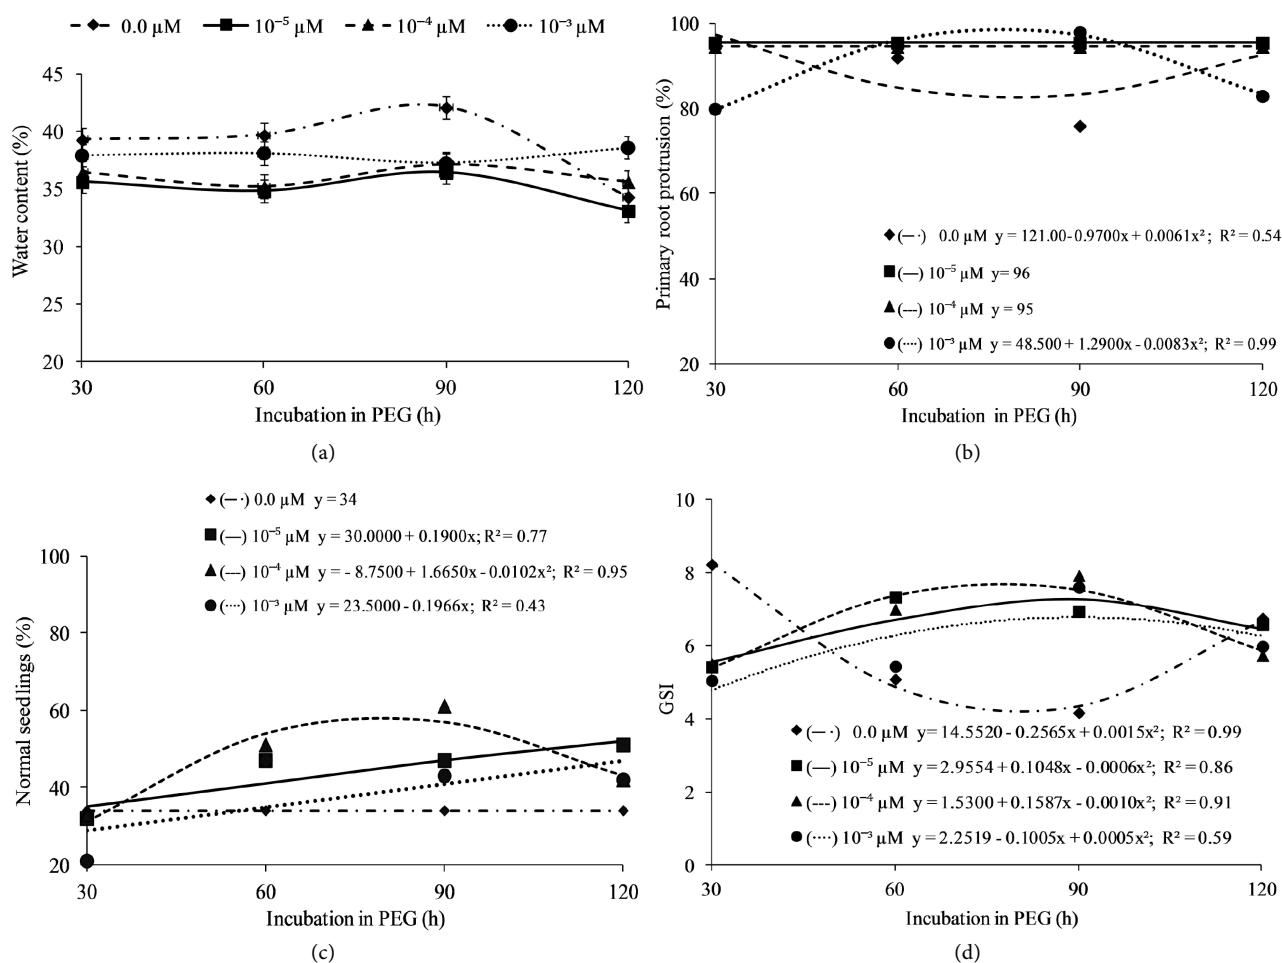 0.0 µM 10⁻⁵ µM 10⁻⁴ µM 10⁻³ µM
45
40
35
30
25
20
Water content (%)
30 60 90 120
Incubation in PEG (h)
(a)
100
80
60
40
20
Primary root protrusion (%)
(— ·) 0.0 µM y = 121.00-0.9700x + 0.0061x²; R² = 0.54
(—) 10⁻⁵ µM y= 96
(---) 10⁻⁴ µM y = 95
(····) 10⁻³ µM y = 48.500 + 1.2900x - 0.0083x²; R² = 0.99
30 60 90 120
Incubation in PEG (h)
(b)
(— ·) 0.0 µM y = 34
(—) 10⁻⁵ µM y = 30.0000 + 0.1900x; R² = 0.77
(---) 10⁻⁴ µM y = - 8.7500 + 1.6650x - 0.0102x²; R² = 0.95
(····) 10⁻³ µM y = 23.5000 - 0.1966x; R² = 0.43
100
80
60
40
20
Normal seedlings (%)
30 60 90 120
Incubation in PEG (h)
(c)
10
8
6
4
2
0
GSI
(— ·) 0.0 µM y = 14.5520 - 0.2565x + 0.0015x²; R² = 0.99
(—) 10⁻⁵ µM y = 2.9554 + 0.1048x - 0.0006x²; R² = 0.86
(---) 10⁻⁴ µM y = 1.5300 + 0.1587x - 0.0010x²; R² = 0.91
(····) 10⁻³ µM y = 2.2519 - 0.1005x + 0.0005x²; R² = 0.59
30 60 90 120
Incubation in PEG (h)
(d)